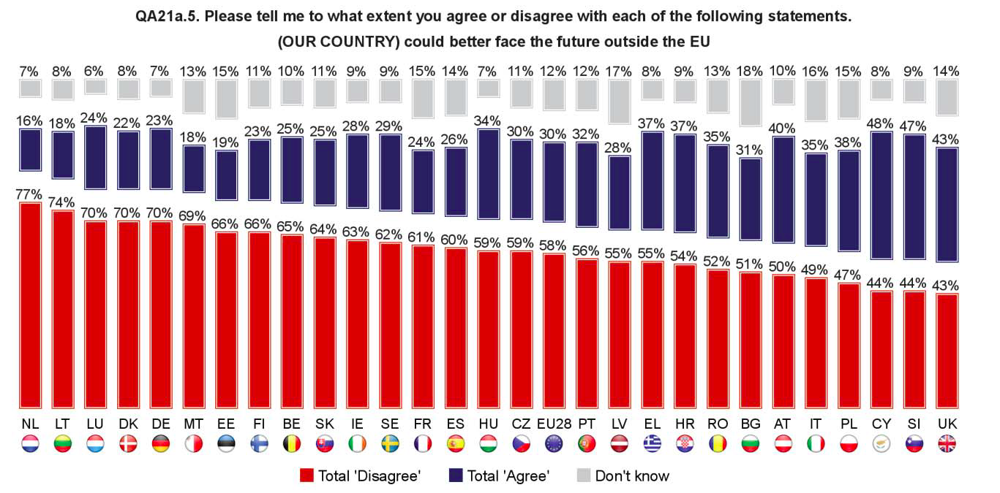 QA21a.5. Please tell me to what extent you agree or disagree with each of the following statements.
(OUR COUNTRY) could better face the future outside the EU
7% 8% 6% 8% 7% 13% 15% 11% 10% 11% 9% 9% 15% 14% 7% 11% 12% 12% 17% 8% 9% 13% 18% 10% 16% 15% 8% 9% 14%
16% 18% 24% 22% 23% 18% 19% 23% 25% 25% 28% 29% 24% 26% 34% 30% 30% 32% 28% 37% 37% 35% 31% 40% 35% 38% 48% 47% 43%
77% 74% 70% 70% 70% 69% 66% 66% 65% 64% 63% 62% 61% 60% 59% 59% 58% 56% 55% 55% 54% 52% 51% 50% 49% 47% 44% 44% 43%
NL LT LU DK DE MT EE FI BE SK IE SE FR ES HU CZ EU28 PT LV EL HR RO BG AT IT PL CY SI UK
Total 'Disagree' Total 'Agree' Don't know